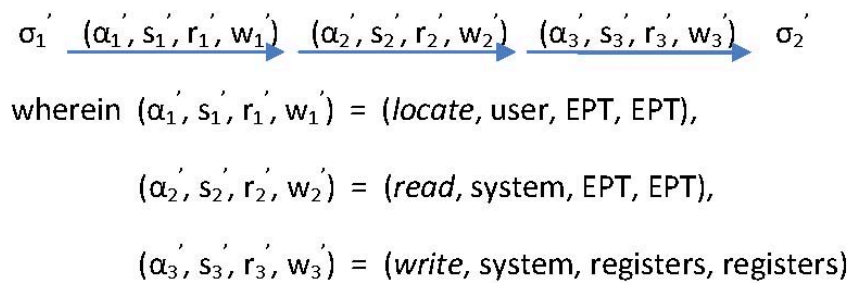 σ₁′ (α₁′, s₁′, r₁′, w₁′) (α₂′, s₂′, r₂′, w₂′) (α₃′, s₃′, r₃′, w₃′) σ₂′
wherein (α₁′, s₁′, r₁′, w₁′) = (locate, user, EPT, EPT),
(α₂′, s₂′, r₂′, w₂′) = (read, system, EPT, EPT),
(α₃′, s₃′, r₃′, w₃′) = (write, system, registers, registers)